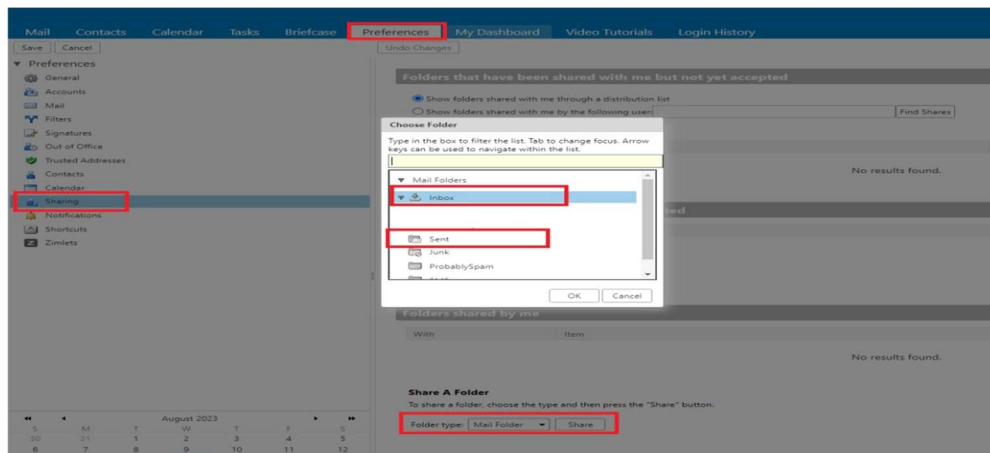 Mail Contacts Calendar Tasks Briefcase Preferences My Dashboard Video Tutorials Login History
Save Cancel Undo Changes
Preferences
General
Accounts
Mail
Filters
Signatures
Out of Office
Trusted Addresses
Contacts
Calendar
Sharing
Notifications
Shortcuts
Zimlets
August 2023
S M T W T F S
30 31 1 2 3 4 5
6 7 8 9 10 11 12
Folders that have been shared with me but not yet accepted
Show folders shared with me through a distribution list
Show folders shared with me by the following user: Find Shares
No results found.
Choose Folder
Type in the box to filter the list. Tab to change focus. Arrow
keys can be used to navigate within the list.
Mail Folders
Inbox
Sent
Junk
ProbablySpam
OK Cancel
Folders shared by me
With Item
No results found.
Share A Folder
To share a folder, choose the type and then press the "Share" button.
Folder type: Mail Folder Share